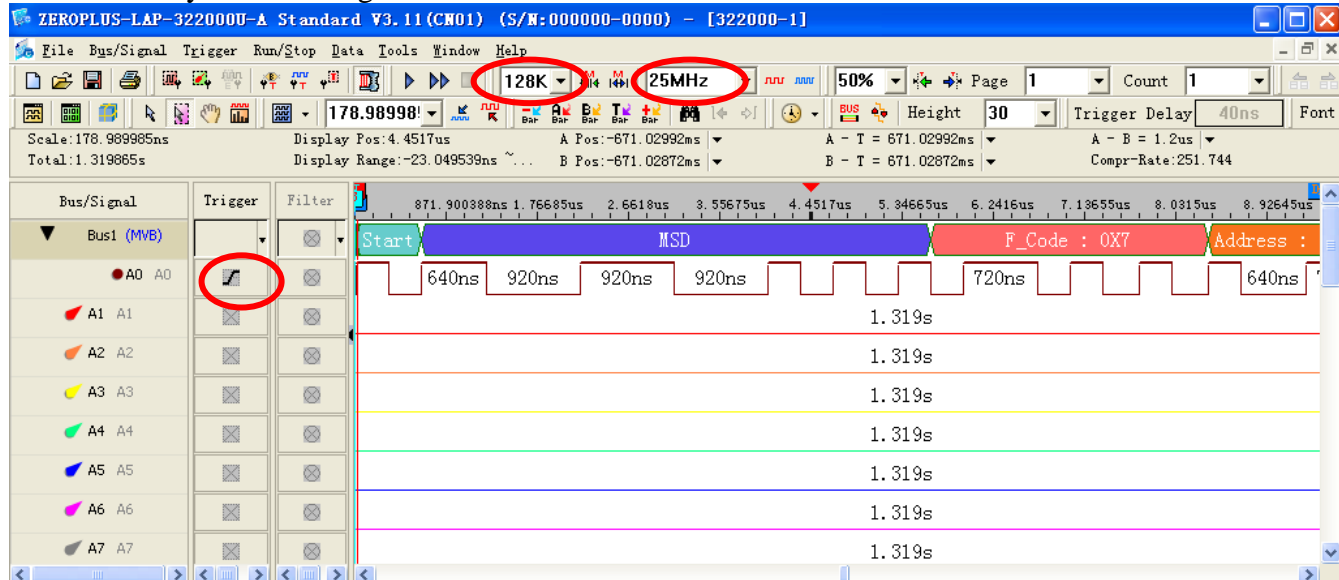 ZEROPLUS-LAP-322000U-A Standard V3.11(CN01) (S/N:000000-0000) - [322000-1]
File Bus/Signal Trigger Run/Stop Data Tools Window Help
128K 25MHz 50% Page 1 Count 1
178.98998! Bar Bar Bar Bar Bar BUS Height 30 Trigger Delay 40ns Font
Scale:178.989985ns Display Pos:4.4517us A Pos:-671.02992ms A - T = 671.02992ms A - B = 1.2us
Total:1.319865s Display Range:-23.049539ns ~... B Pos:-671.02872ms B - T = 671.02872ms Compr-Rate:251.744
Bus/Signal Trigger Filter 871.900388ns 1.76685us 2.6618us 3.55675us 4.4517us 5.34665us 6.2416us 7.13655us 8.0315us 8.92645us
Bus1 (MVB) Start MSD F_Code : 0X7 Address :
A0 A0 640ns 920ns 920ns 920ns 720ns 640ns
A1 A1 1.319s
A2 A2 1.319s
A3 A3 1.319s
A4 A4 1.319s
A5 A5 1.319s
A6 A6 1.319s
A7 A7 1.319s